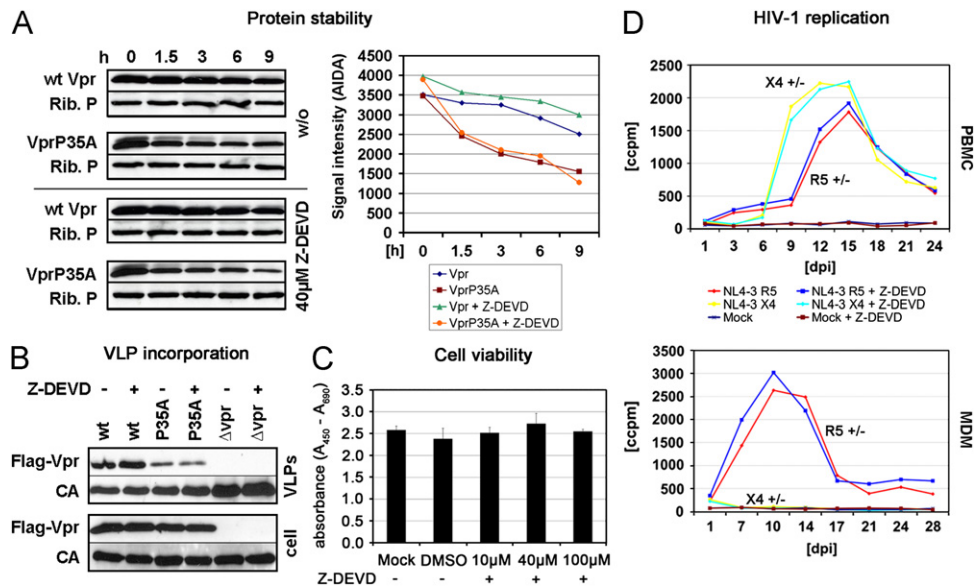 A
Protein stability
h 0 1.5 3 6 9
wt Vpr
Rib. P
VprP35A
Rib. P
w/o
wt Vpr
Rib. P
VprP35A
Rib. P
40µM Z-DEVD
Signal intensity (AIDA)
4500
4000
3500
3000
2500
2000
1500
1000
500
0
[h] 0 1.5 3 6 9
Vpr
VprP35A
Vpr + Z-DEVD
VprP35A + Z-DEVD
B
VLP incorporation
Z-DEVD - + - + - +
wt wt P35A P35A Δvpr Δvpr
Flag-Vpr
CA
VLPs
Flag-Vpr
CA
cell
C
Cell viability
absorbance (A450 - A690)
3.5
3.0
2.5
2.0
1.5
1.0
0.5
0.0
Mock DMSO 10µM 40µM 100µM
Z-DEVD - - + + +
D
HIV-1 replication
PBMC
[ccpm]
2500
2000
1500
1000
500
0
X4 +/-
R5 +/-
1 3 6 9 12 15 18 21 24
[dpi]
NL4-3 R5 NL4-3 R5 + Z-DEVD
NL4-3 X4 NL4-3 X4 + Z-DEVD
Mock Mock + Z-DEVD
MDM
[ccpm]
3500
3000
2500
2000
1500
1000
500
0
R5 +/-
X4 +/-
1 7 10 14 17 21 24 28
[dpi]